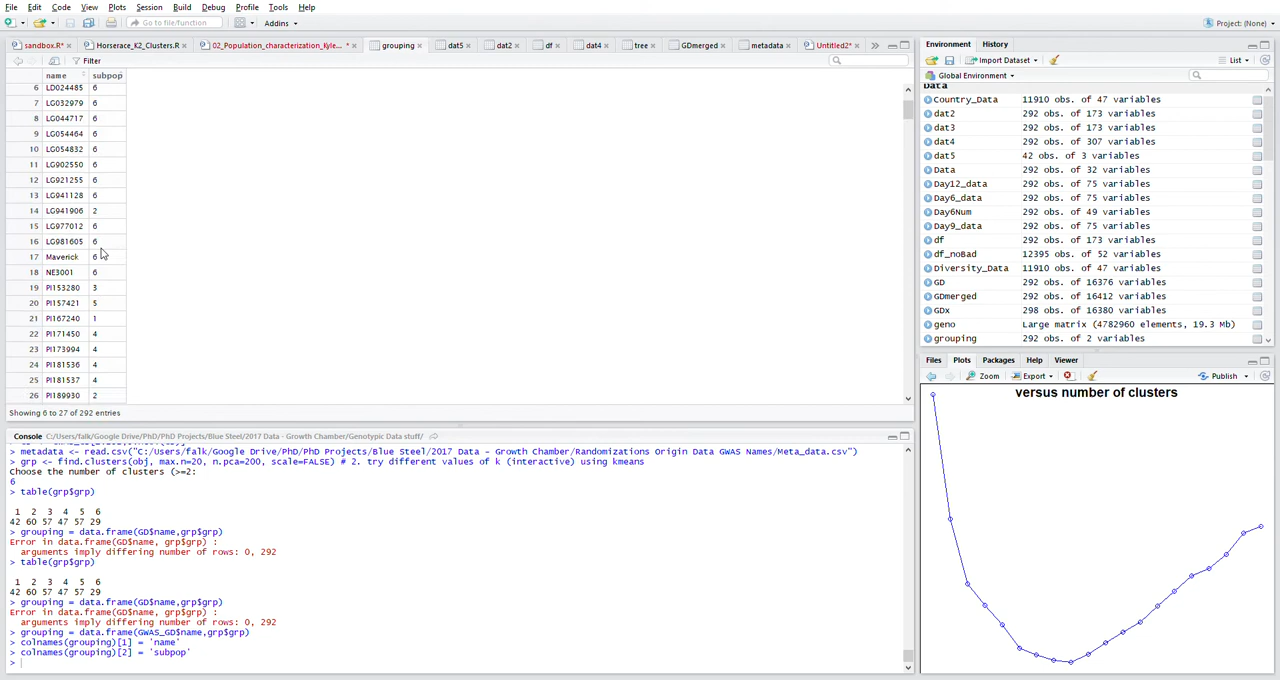 File Edit Code View Plots Session Build Debug Profile Tools Help
Go to file/function Addins Project: (None)
sandbox.R* Horserace_K2_Clusters.R 02_Population_characterization_Kyle... * grouping dat5 dat2 df dat4 tree GDmerged metadata Untitled2*
Filter
name subpop
6 LD024485 6
7 LG032979 6
8 LG044717 6
9 LG054464 6
10 LG054832 6
11 LG902550 6
12 LG921255 6
13 LG941128 6
14 LG941906 2
15 LG977012 6
16 LG981605 6
17 Maverick 6
18 NE3001 6
19 PI153280 3
20 PI157421 5
21 PI167240 1
22 PI171450 4
23 PI173994 4
24 PI181536 4
25 PI181537 4
26 PI189930 2
Showing 6 to 27 of 292 entries
Console C:/Users/falk/Google Drive/PhD/PhD Projects/Blue Steel/2017 Data - Growth Chamber/Genotypic Data stuff/
> metadata <- read.csv("C:/Users/falk/Google Drive/PhD/PhD Projects/Blue Steel/2017 Data - Growth Chamber/Randomizations Origin Data GWAS Names/Meta_data.csv")
> grp <- find.clusters(obj, max.n=20, n.pca=200, scale=FALSE) # 2. try different values of k (interactive) using kmeans
Choose the number of clusters (>=2:
6
> table(grp$grp)
1 2 3 4 5 6
42 60 57 47 57 29
> grouping = data.frame(GD$name,grp$grp)
Error in data.frame(GD$name, grp$grp) :
arguments imply differing number of rows: 0, 292
> table(grp$grp)
1 2 3 4 5 6
42 60 57 47 57 29
> grouping = data.frame(GD$name,grp$grp)
Error in data.frame(GD$name, grp$grp) :
arguments imply differing number of rows: 0, 292
> grouping = data.frame(GWAS_GD$name,grp$grp)
> colnames(grouping)[1] = 'name'
> colnames(grouping)[2] = 'subpop'
>
Environment History
Import Dataset List
Global Environment
Data
Country_Data 11910 obs. of 47 variables
dat2 292 obs. of 173 variables
dat3 292 obs. of 173 variables
dat4 292 obs. of 307 variables
dat5 42 obs. of 3 variables
Data 292 obs. of 32 variables
Day12_data 292 obs. of 75 variables
Day6_data 292 obs. of 75 variables
Day6Num 292 obs. of 49 variables
Day9_data 292 obs. of 75 variables
df 292 obs. of 173 variables
df_noBad 12395 obs. of 52 variables
Diversity_Data 11910 obs. of 47 variables
GD 292 obs. of 16376 variables
GDmerged 292 obs. of 16412 variables
GDx 298 obs. of 16380 variables
geno Large matrix (4782960 elements, 19.3 Mb)
grouping 292 obs. of 2 variables
Files Plots Packages Help Viewer
Zoom Export Publish
versus number of clusters